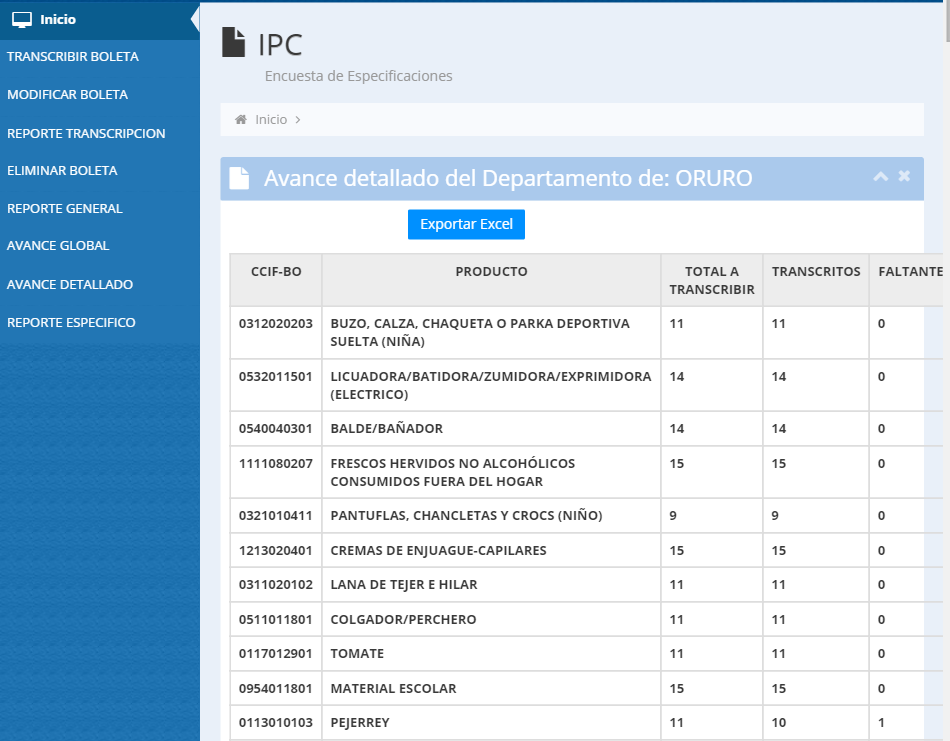 Inicio
TRANSCRIBIR BOLETA
MODIFICAR BOLETA
REPORTE TRANSCRIPCION
ELIMINAR BOLETA
REPORTE GENERAL
AVANCE GLOBAL
AVANCE DETALLADO
REPORTE ESPECIFICO
IPC
Encuesta de Especificaciones
Inicio >
Avance detallado del Departamento de: ORURO
Exportar Excel
CCIF-BO PRODUCTO TOTAL A TRANSCRITOS FALTANTE
TRANSCRIBIR
0312020203 BUZO, CALZA, CHAQUETA O PARKA DEPORTIVA 11 11 0
SUELTA (NIÑA)
0532011501 LICUADORA/BATIDORA/ZUMIDORA/EXPRIMIDORA 14 14 0
(ELECTRICO)
0540040301 BALDE/BAÑADOR 14 14 0
1111080207 FRESCOS HERVIDOS NO ALCOHÓLICOS 15 15 0
CONSUMIDOS FUERA DEL HOGAR
0321010411 PANTUFLAS, CHANCLETAS Y CROCS (NIÑO) 9 9 0
1213020401 CREMAS DE ENJUAGUE-CAPILARES 15 15 0
0311020102 LANA DE TEJER E HILAR 11 11 0
0511011801 COLGADOR/PERCHERO 11 11 0
0117012901 TOMATE 11 11 0
0954011801 MATERIAL ESCOLAR 15 15 0
0113010103 PEJERREY 11 10 1